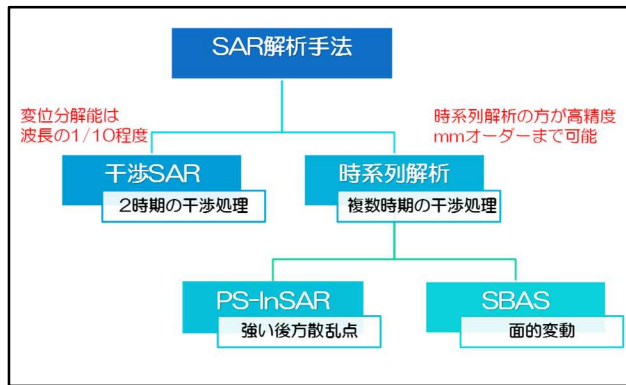 SAR解析手法
変位分解能は
波長の1/10程度
時系列解析の方が高精度
mmオーダーまで可能
干渉SAR
2時期の干渉処理
時系列解析
複数時期の干渉処理
PS-InSAR
強い後方散乱点
SBAS
面的変動